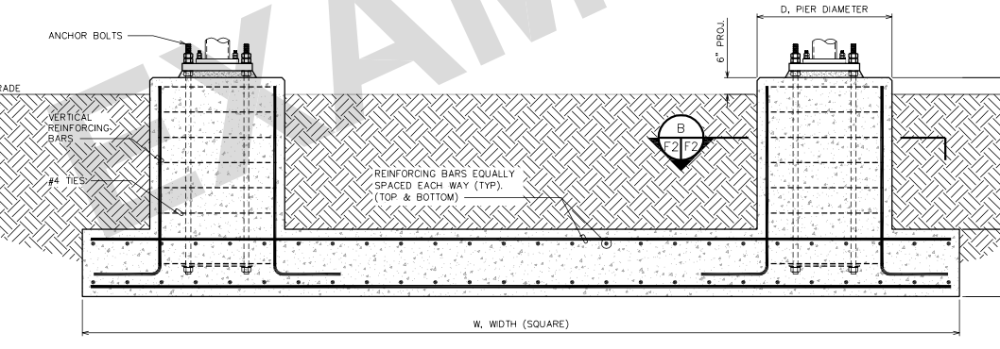 D, PIER DIAMETER
ANCHOR BOLTS
6" PROJ.
VERTICAL
REINFORCING
BARS
B
F2 F2
#4 TIES
REINFORCING BARS EQUALLY
SPACED EACH WAY (TYP).
(TOP & BOTTOM)
W, WIDTH (SQUARE)